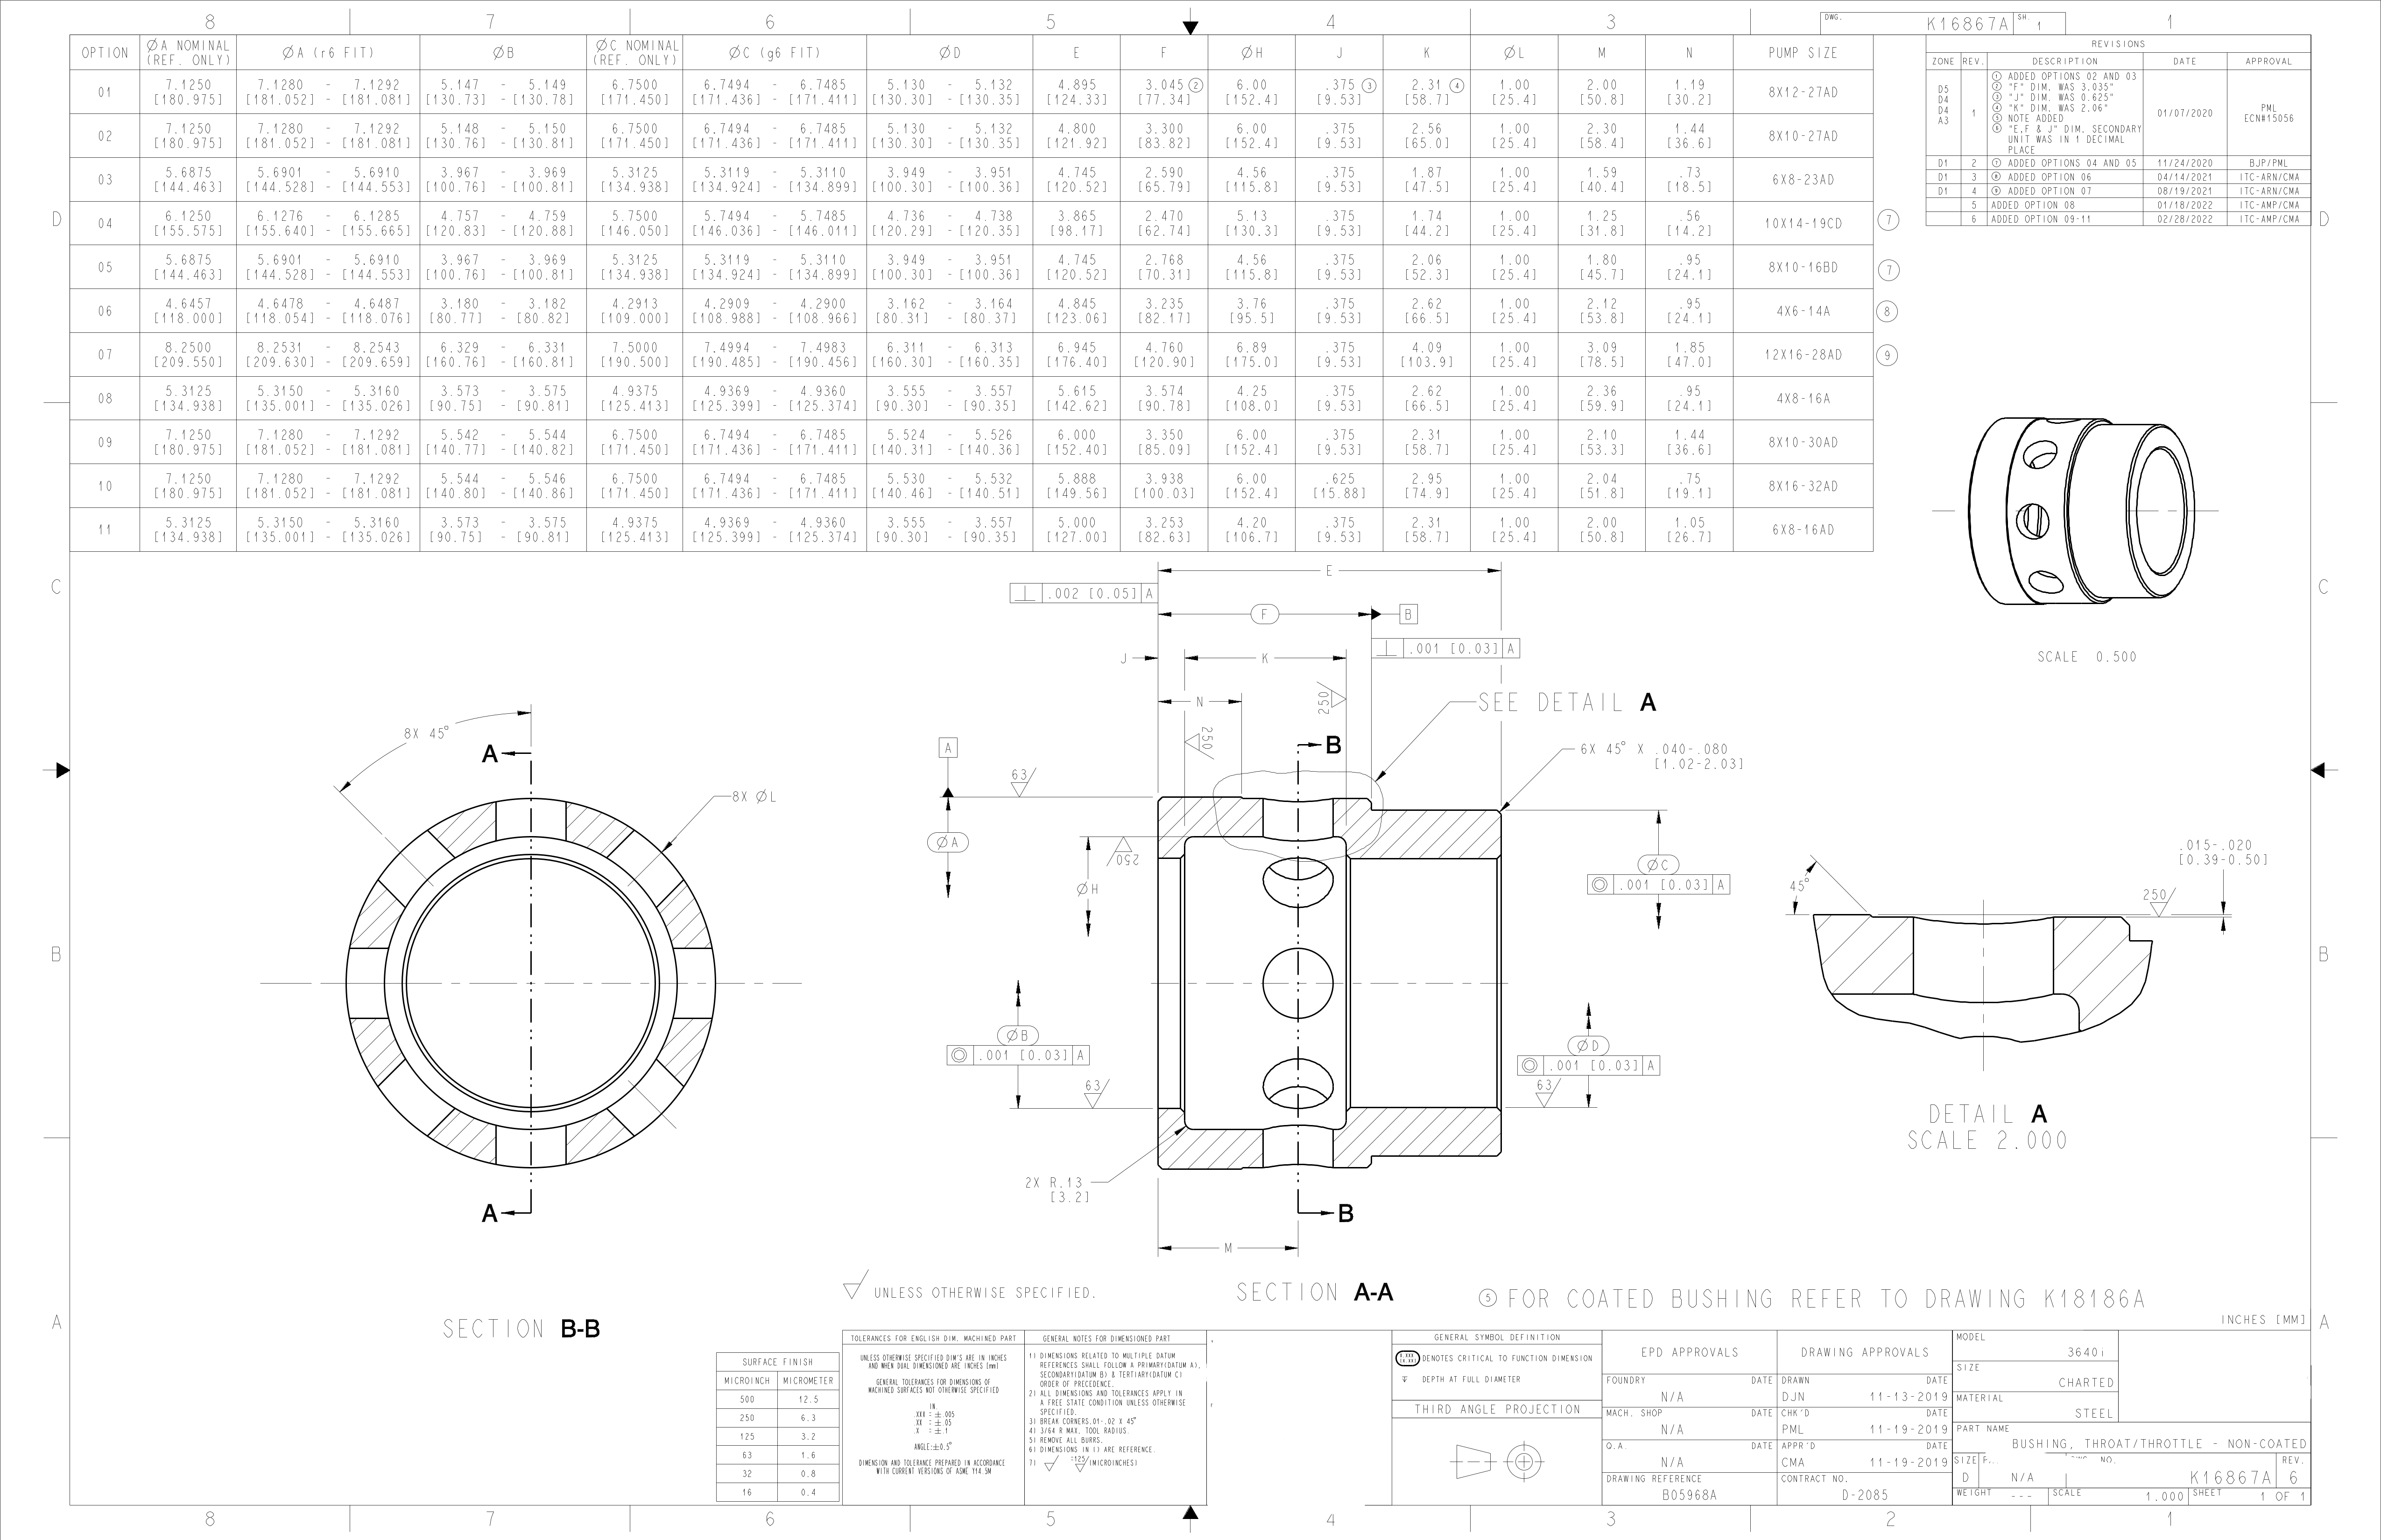 8 7 6 5 4 3 1
DWG. K16867A SH. 1
OPTION ØA NOMINAL (REF. ONLY) ØA (r6 FIT) ØB ØC NOMINAL (REF. ONLY) ØC (g6 FIT) ØD E F ØH J K ØL M N PUMP SIZE
01 7.1250 7.1280 - 7.1292 5.147 - 5.149 6.7500 6.7494 - 6.7485 5.130 - 5.132 4.895 3.045 ② 6.00 .375 ③ 2.31 ④ 1.00 2.00 1.19 8X12-27AD
[180.975] [181.052] - [181.081] [130.73] - [130.78] [171.450] [171.436] - [171.411] [130.30] - [130.35] [124.33] [77.34] [152.4] [9.53] [58.7] [25.4] [50.8] [30.2]
02 7.1250 7.1280 - 7.1292 5.148 - 5.150 6.7500 6.7494 - 6.7485 5.130 - 5.132 4.800 3.300 6.00 .375 2.56 1.00 2.30 1.44 8X10-27AD
[180.975] [181.052] - [181.081] [130.76] - [130.81] [171.450] [171.436] - [171.411] [130.30] - [130.35] [121.92] [83.82] [152.4] [9.53] [65.0] [25.4] [58.4] [36.6]
03 5.6875 5.6901 - 5.6910 3.967 - 3.969 5.3125 5.3119 - 5.3110 3.949 - 3.951 4.745 2.590 4.56 .375 1.87 1.00 1.59 .73 6X8-23AD
[144.463] [144.528] - [144.553] [100.76] - [100.81] [134.938] [134.924] - [134.899] [100.30] - [100.36] [120.52] [65.79] [115.8] [9.53] [47.5] [25.4] [40.4] [18.5]
04 6.1250 6.1276 - 6.1285 4.757 - 4.759 5.7500 5.7494 - 5.7485 4.736 - 4.738 3.865 2.470 5.13 .375 1.74 1.00 1.25 .56 10X14-19CD ⑦
[155.575] [155.640] - [155.665] [120.83] - [120.88] [146.050] [146.036] - [146.011] [120.29] - [120.35] [98.17] [62.74] [130.3] [9.53] [44.2] [25.4] [31.8] [14.2]
05 5.6875 5.6901 - 5.6910 3.967 - 3.969 5.3125 5.3119 - 5.3110 3.949 - 3.951 4.745 2.768 4.56 .375 2.06 1.00 1.80 .95 8X10-16BD ⑦
[144.463] [144.528] - [144.553] [100.76] - [100.81] [134.938] [134.924] - [134.899] [100.30] - [100.36] [120.52] [70.31] [115.8] [9.53] [52.3] [25.4] [45.7] [24.1]
06 4.6457 4.6478 - 4.6487 3.180 - 3.182 4.2913 4.2909 - 4.2900 3.162 - 3.164 4.845 3.235 3.76 .375 2.62 1.00 2.12 .95 4X6-14A ⑧
[118.000] [118.054] - [118.076] [80.77] - [80.82] [109.000] [108.988] - [108.966] [80.31] - [80.37] [123.06] [82.17] [95.5] [9.53] [66.5] [25.4] [53.8] [24.1]
07 8.2500 8.2531 - 8.2543 6.329 - 6.331 7.5000 7.4994 - 7.4983 6.311 - 6.313 6.945 4.760 6.89 .375 4.09 1.00 3.09 1.85 12X16-28AD ⑨
[209.550] [209.630] - [209.659] [160.76] - [160.81] [190.500] [190.485] - [190.456] [160.30] - [160.35] [176.40] [120.90] [175.0] [9.53] [103.9] [25.4] [78.5] [47.0]
08 5.3125 5.3150 - 5.3160 3.573 - 3.575 4.9375 4.9369 - 4.9360 3.555 - 3.557 5.615 3.574 4.25 .375 2.62 1.00 2.36 .95 4X8-16A
[134.938] [135.001] - [135.026] [90.75] - [90.81] [125.413] [125.399] - [125.374] [90.30] - [90.35] [142.62] [90.78] [108.0] [9.53] [66.5] [25.4] [59.9] [24.1]
09 7.1250 7.1280 - 7.1292 5.542 - 5.544 6.7500 6.7494 - 6.7485 5.524 - 5.526 6.000 3.350 6.00 .375 2.31 1.00 2.10 1.44 8X10-30AD
[180.975] [181.052] - [181.081] [140.77] - [140.82] [171.450] [171.436] - [171.411] [140.31] - [140.36] [152.40] [85.09] [152.4] [9.53] [58.7] [25.4] [53.3] [36.6]
10 7.1250 7.1280 - 7.1292 5.544 - 5.546 6.7500 6.7494 - 6.7485 5.530 - 5.532 5.888 3.938 6.00 .625 2.95 1.00 2.04 .75 8X16-32AD
[180.975] [181.052] - [181.081] [140.80] - [140.86] [171.450] [171.436] - [171.411] [140.46] - [140.51] [149.56] [100.03] [152.4] [15.88] [74.9] [25.4] [51.8] [19.1]
11 5.3125 5.3150 - 5.3160 3.573 - 3.575 4.9375 4.9369 - 4.9360 3.555 - 3.557 5.000 3.253 4.20 .375 2.31 1.00 2.00 1.05 6X8-16AD
[134.938] [135.001] - [135.026] [90.75] - [90.81] [125.413] [125.399] - [125.374] [90.30] - [90.35] [127.00] [82.63] [106.7] [9.53] [58.7] [25.4] [50.8] [26.7]
REVISIONS
ZONE REV. DESCRIPTION DATE APPROVAL
① ADDED OPTIONS 02 AND 03
D5 ② "F" DIM. WAS 3.035"
D4 ③ "J" DIM. WAS 0.625"
D4 ④ "K" DIM. WAS 2.06"
A3 1 ⑤ NOTE ADDED 01/07/2020 PML ECN#15056
⑥ "E,F & J" DIM. SECONDARY
UNIT WAS IN 1 DECIMAL
PLACE
D1 2 ⑦ ADDED OPTIONS 04 AND 05 11/24/2020 BJP/PML
D1 3 ⑧ ADDED OPTION 06 04/14/2021 ITC-ARN/CMA
D1 4 ⑨ ADDED OPTION 07 08/19/2021 ITC-ARN/CMA
5 ADDED OPTION 08 01/18/2022 ITC-AMP/CMA
6 ADDED OPTION 09-11 02/28/2022 ITC-AMP/CMA
D D
C C
B B
A A
SCALE 0.500
E
.002 [0.05] A
F B
.001 [0.03] A
J K
N
250
250
SEE DETAIL A
6X 45° X .040-.080
[1.02-2.03]
8X 45°
A
8X ØL
A
63
B
ØA
250
ØH
ØC
.001 [0.03] A
ØB
.001 [0.03] A
63
ØD
.001 [0.03] A
63
2X R.13
[3.2]
A
B
M
45°
250
.015-.020
[0.39-0.50]
DETAIL A
SCALE 2.000
UNLESS OTHERWISE SPECIFIED.
SECTION A-A
SECTION B-B
⑤ FOR COATED BUSHING REFER TO DRAWING K18186A
INCHES [MM]
SURFACE FINISH
MICROINCH MICROMETER
500 12.5
250 6.3
125 3.2
63 1.6
32 0.8
16 0.4
TOLERANCES FOR ENGLISH DIM. MACHINED PART
UNLESS OTHERWISE SPECIFIED DIM'S ARE IN INCHES
AND WHEN DUAL DIMENSIONED ARE INCHES [mm]
GENERAL TOLERANCES FOR DIMENSIONS OF
MACHINED SURFACES NOT OTHERWISE SPECIFIED
IN.
.XXX = ±.005
.XX = ±.05
.X = ±.1
ANGLE:±0.5°
DIMENSION AND TOLERANCE PREPARED IN ACCORDANCE
WITH CURRENT VERSIONS OF ASME Y14.5M
GENERAL NOTES FOR DIMENSIONED PART
1) DIMENSIONS RELATED TO MULTIPLE DATUM
REFERENCES SHALL FOLLOW A PRIMARY(DATUM A),
SECONDARY(DATUM B) & TERTIARY(DATUM C)
ORDER OF PRECEDENCE.
2) ALL DIMENSIONS AND TOLERANCES APPLY IN
A FREE STATE CONDITION UNLESS OTHERWISE
SPECIFIED.
3) BREAK CORNERS.01-.02 X 45°
4) 3/64 R MAX. TOOL RADIUS.
5) REMOVE ALL BURRS.
6) DIMENSIONS IN () ARE REFERENCE.
7) =125 (MICROINCHES)
GENERAL SYMBOL DEFINITION
X.XXX [X.XX] DENOTES CRITICAL TO FUNCTION DIMENSION
DEPTH AT FULL DIAMETER
THIRD ANGLE PROJECTION
EPD APPROVALS
FOUNDRY DATE
N/A
MACH. SHOP DATE
N/A
Q.A. DATE
N/A
DRAWING REFERENCE
B05968A
DRAWING APPROVALS
DRAWN DATE
DJN 11-13-2019
CHK'D DATE
PML 11-19-2019
APPR'D DATE
CMA 11-19-2019
CONTRACT NO.
D-2085
MODEL
3640i
SIZE
CHARTED
MATERIAL
STEEL
PART NAME
BUSHING, THROAT/THROTTLE - NON-COATED
SIZE NO. REV.
D N/A K16867A 6
WEIGHT --- SCALE 1.000 SHEET 1 OF 1
8 7 6 5 4 3 2 1